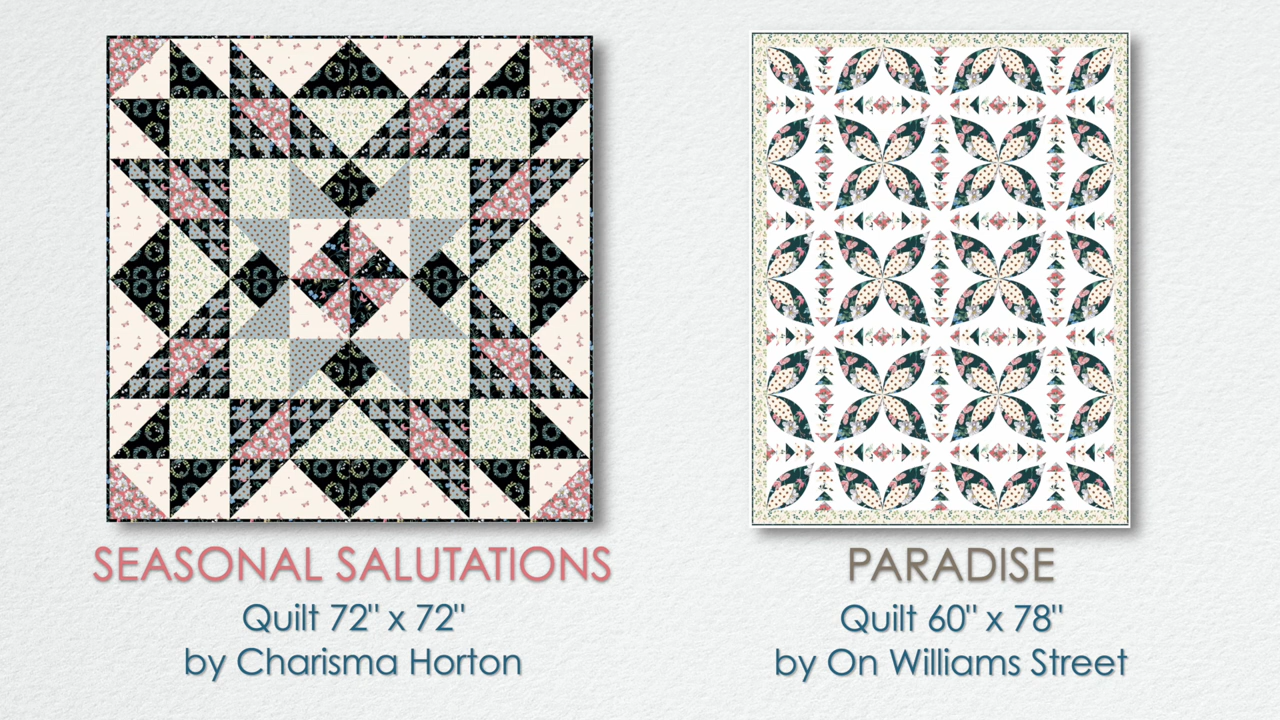 SEASONAL SALUTATIONS
Quilt 72" x 72"
by Charisma Horton
PARADISE
Quilt 60" x 78"
by On Williams Street